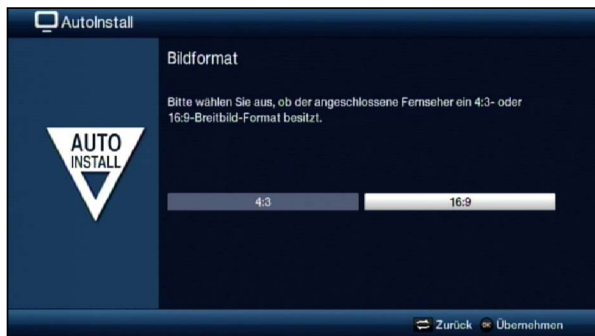 AutoInstall
Bildformat
Bitte wählen Sie aus, ob der angeschlossene Fernseher ein 4:3- oder
16:9-Breitbild-Format besitzt.
AUTO
INSTALL
4:3
16:9
Zurück OK Übernehmen